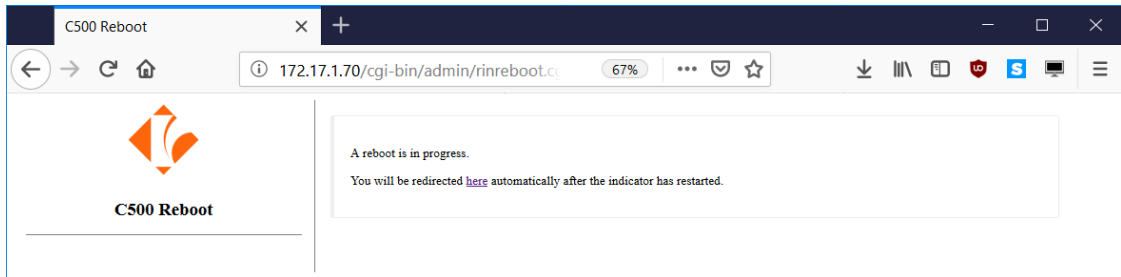 C500 Reboot
172.17.1.70/cgi-bin/admin/rinreboot.c
67%
A reboot is in progress.
You will be redirected here automatically after the indicator has restarted.
C500 Reboot